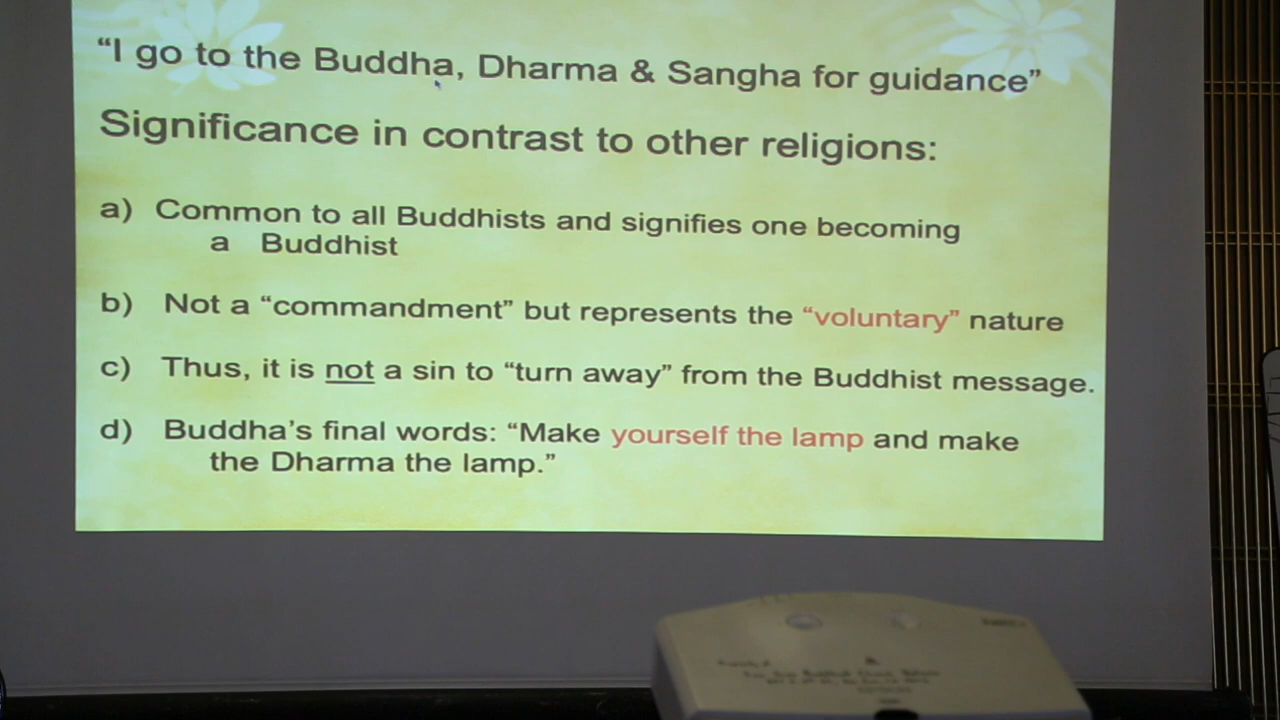 “I go to the Buddha, Dharma & Sangha for guidance”
Significance in contrast to other religions:
a) Common to all Buddhists and signifies one becoming
a Buddhist
b) Not a “commandment” but represents the “voluntary” nature
c) Thus, it is not a sin to “turn away” from the Buddhist message.
d) Buddha’s final words: “Make yourself the lamp and make
the Dharma the lamp.”